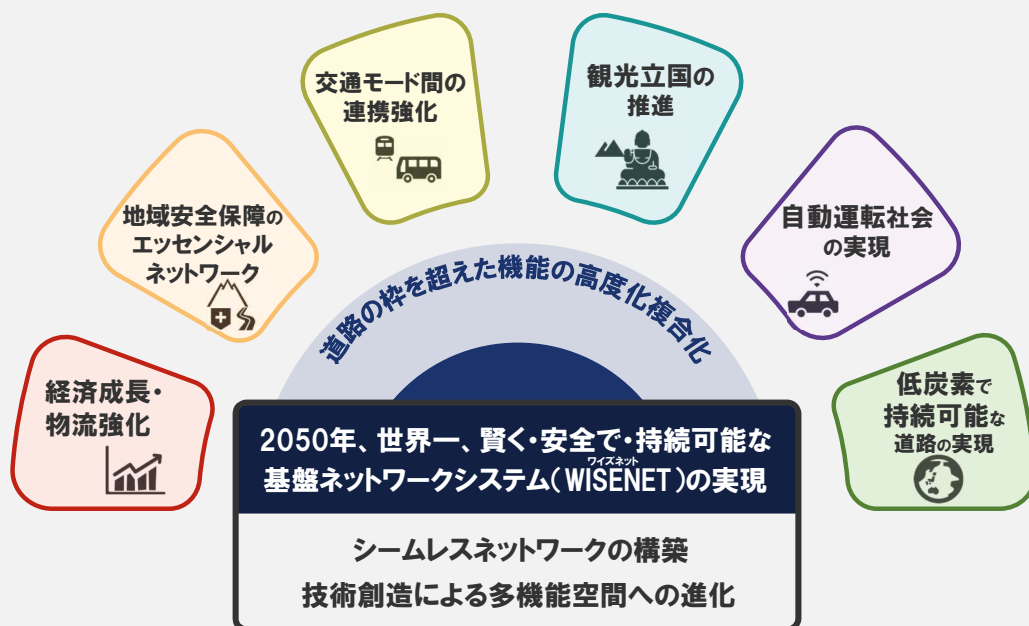 交通モード間の
連携強化
観光立国の
推進
地域安全保障の
エッセンシャル
ネットワーク
自動運転社会
の実現
道路の枠を超えた機能の高度化複合化
経済成長・
物流強化
低炭素で
持続可能な
道路の実現
2050年、世界一、賢く・安全で・持続可能な
ワイズネット
基盤ネットワークシステム(WISENET)の実現
シームレスネットワークの構築
技術創造による多機能空間への進化